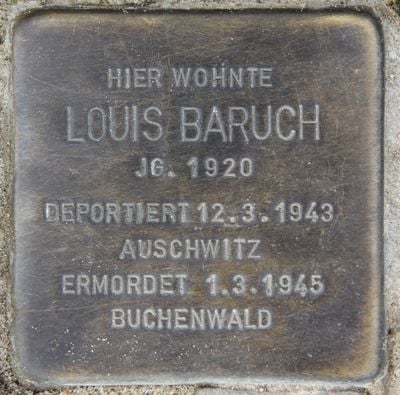 HIER WOHNTE
LOUIS BARUCH
JG. 1920
DEPORTIERT 12.3.1943
AUSCHWITZ
ERMORDET 1.3.1945
BUCHENWALD